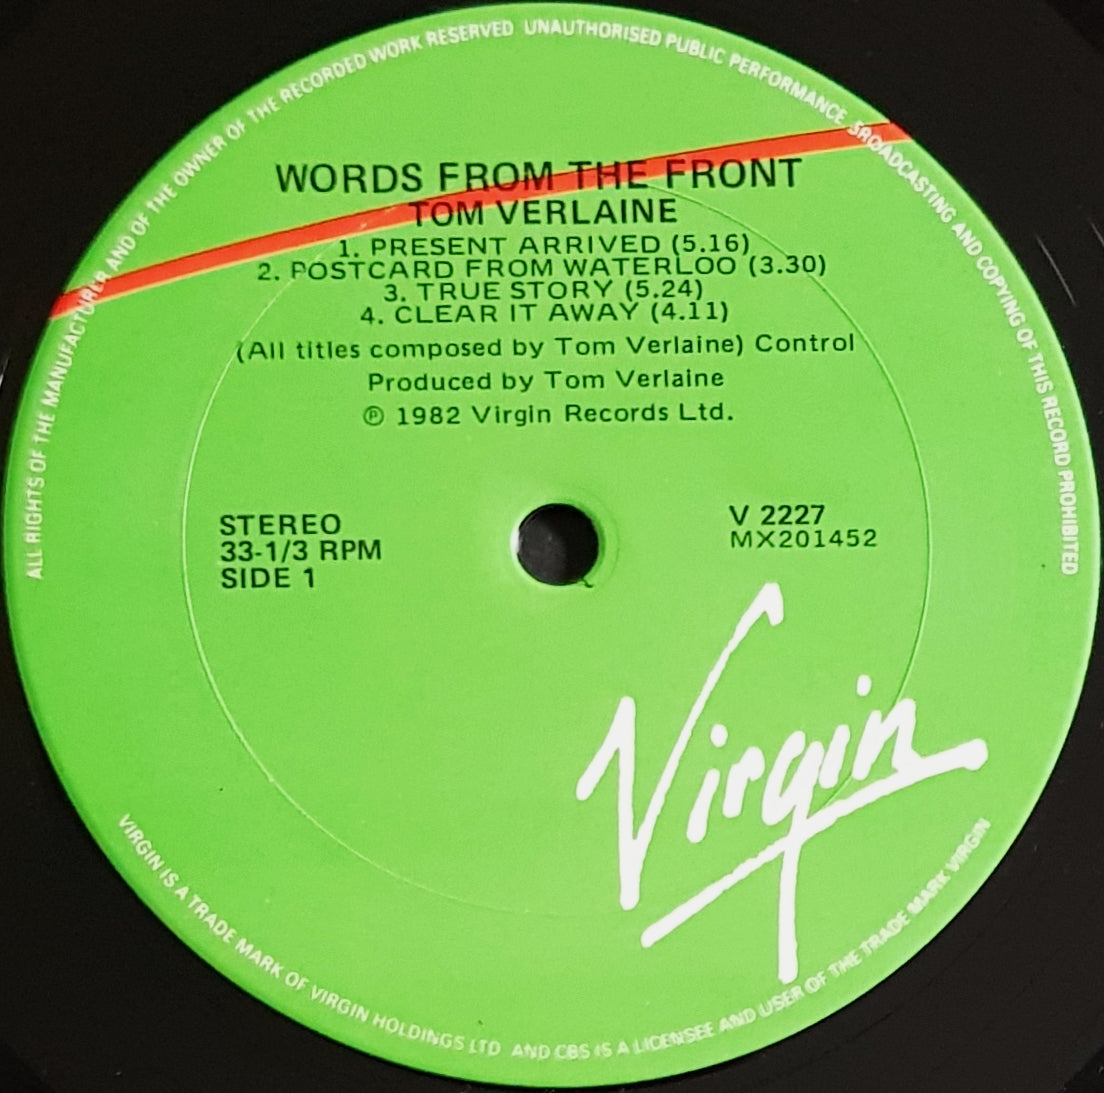 ALL RIGHTS OF THE MANUFACTURER AND OF THE OWNER OF THE RECORDED WORK RESERVED UNAUTHORISED PUBLIC PERFORMANCE BROADCASTING AND COPYING OF THIS RECORD PROHIBITED
WORDS FROM THE FRONT
TOM VERLAINE
1. PRESENT ARRIVED (5.16)
2. POSTCARD FROM WATERLOO (3.30)
3. TRUE STORY (5.24)
4. CLEAR IT AWAY (4.11)
(All titles composed by Tom Verlaine) Control
Produced by Tom Verlaine
Ⓟ 1982 Virgin Records Ltd.
STEREO
33-1/3 RPM
SIDE 1
V 2227
MX201452
Virgin
VIRGIN IS A TRADE MARK OF VIRGIN HOLDINGS LTD AND CBS IS A LICENSEE AND USER OF THE TRADE MARK VIRGIN